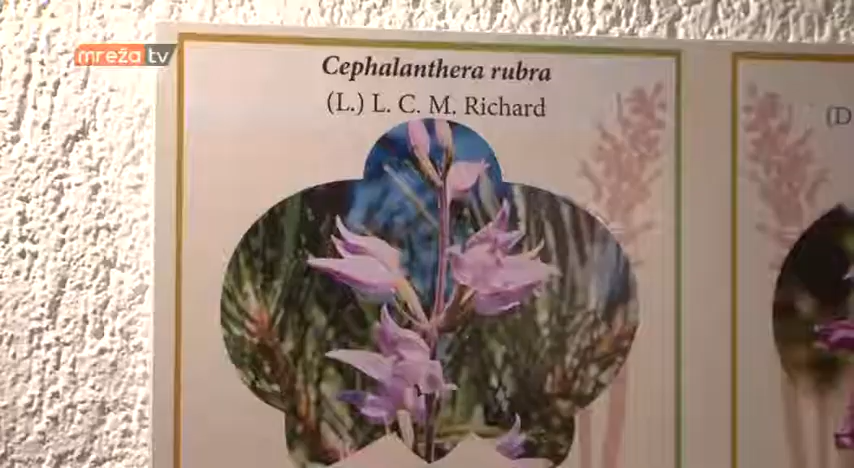 mreža tv
Cephalanthera rubra
(L.) L. C. M. Richard
(D